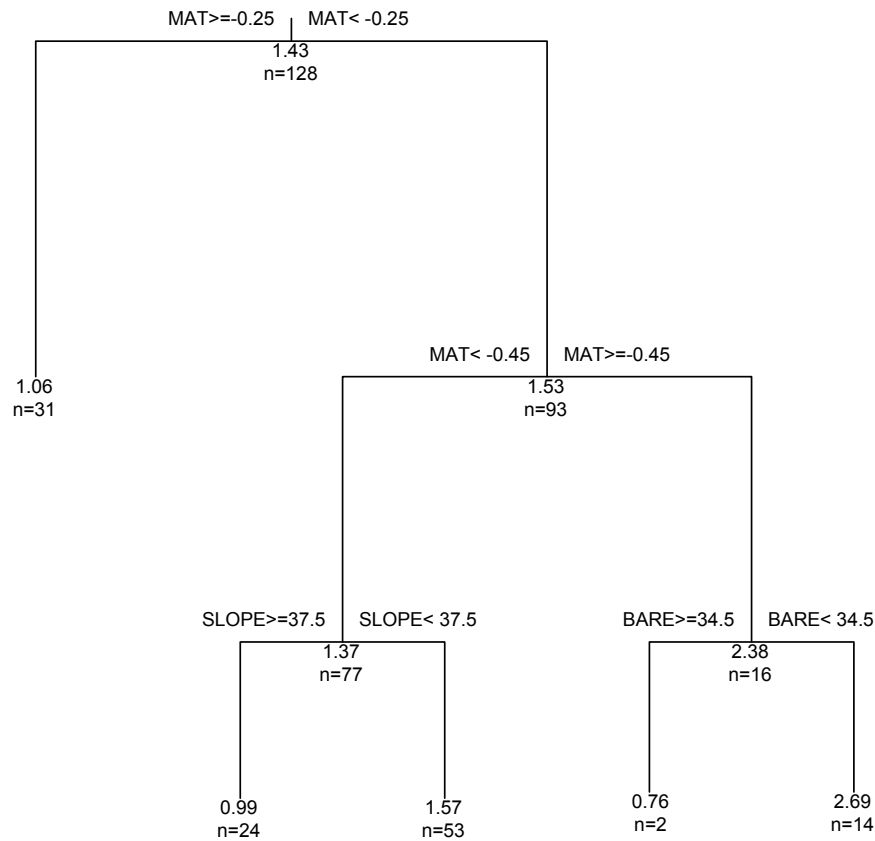 MAT>=-0.25 MAT< -0.25
1.43
n=128
MAT< -0.45 MAT>=-0.45
1.06
n=31
1.53
n=93
SLOPE>=37.5 SLOPE< 37.5
BARE>=34.5 BARE< 34.5
1.37
n=77
2.38
n=16
0.99
n=24
1.57
n=53
0.76
n=2
2.69
n=14